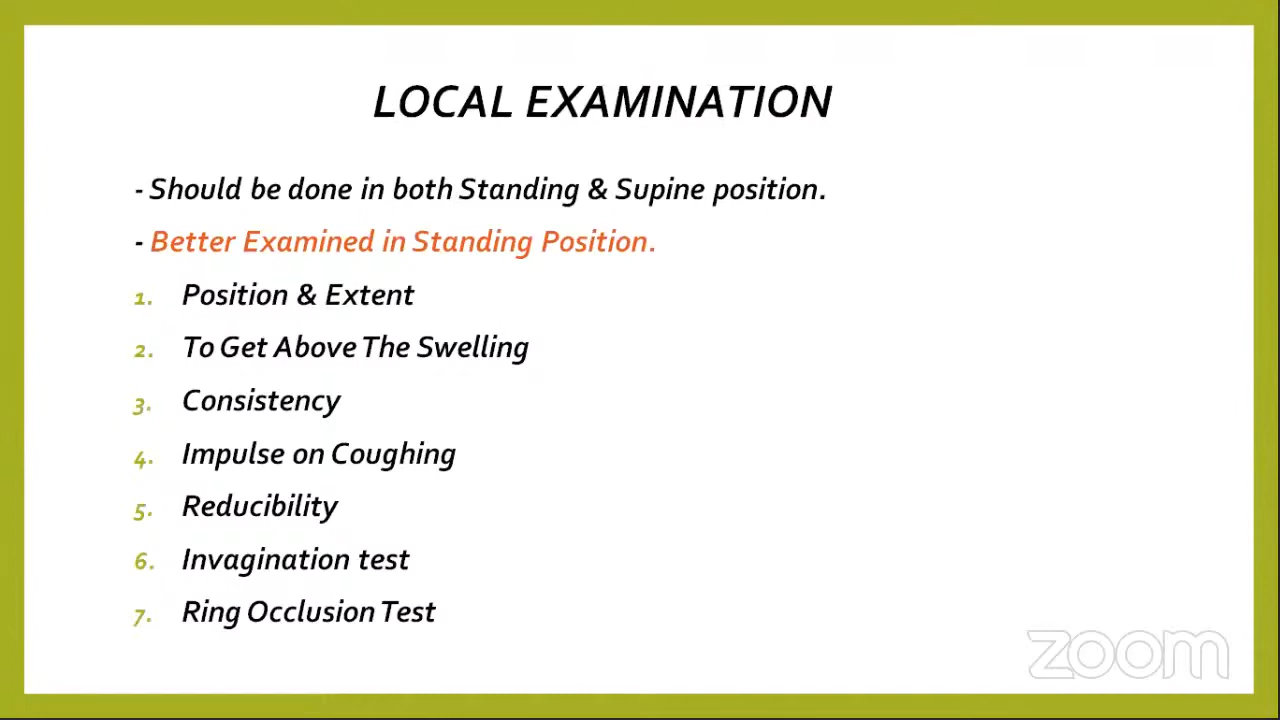 LOCAL EXAMINATION
- Should be done in both Standing & Supine position.
- Better Examined in Standing Position.
1. Position & Extent
2. To Get Above The Swelling
3. Consistency
4. Impulse on Coughing
5. Reducibility
6. Invagination test
7. Ring Occlusion Test
zoom